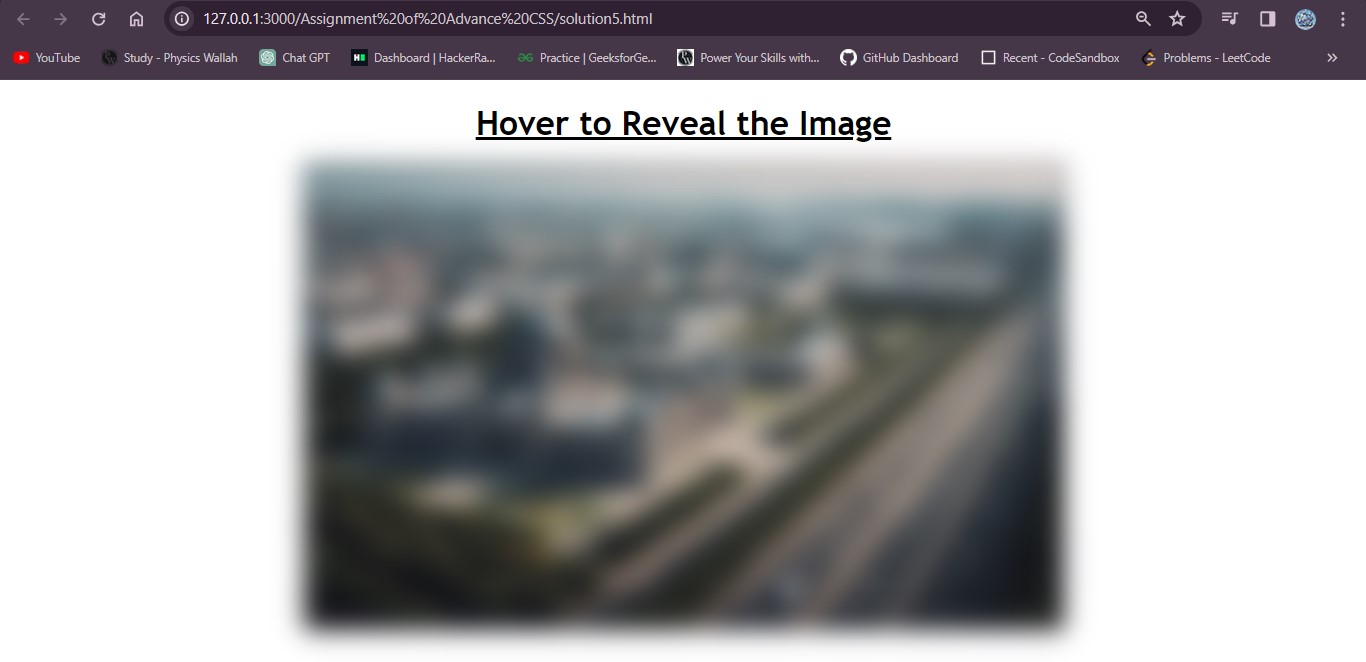 127.0.0.1:3000/Assignment%20of%20Advance%20CSS/solution5.html
YouTube Study - Physics Wallah Chat GPT Dashboard | HackerRa... Practice | GeeksforGe... Power Your Skills with... GitHub Dashboard Recent - CodeSandbox Problems - LeetCode »
Hover to Reveal the Image